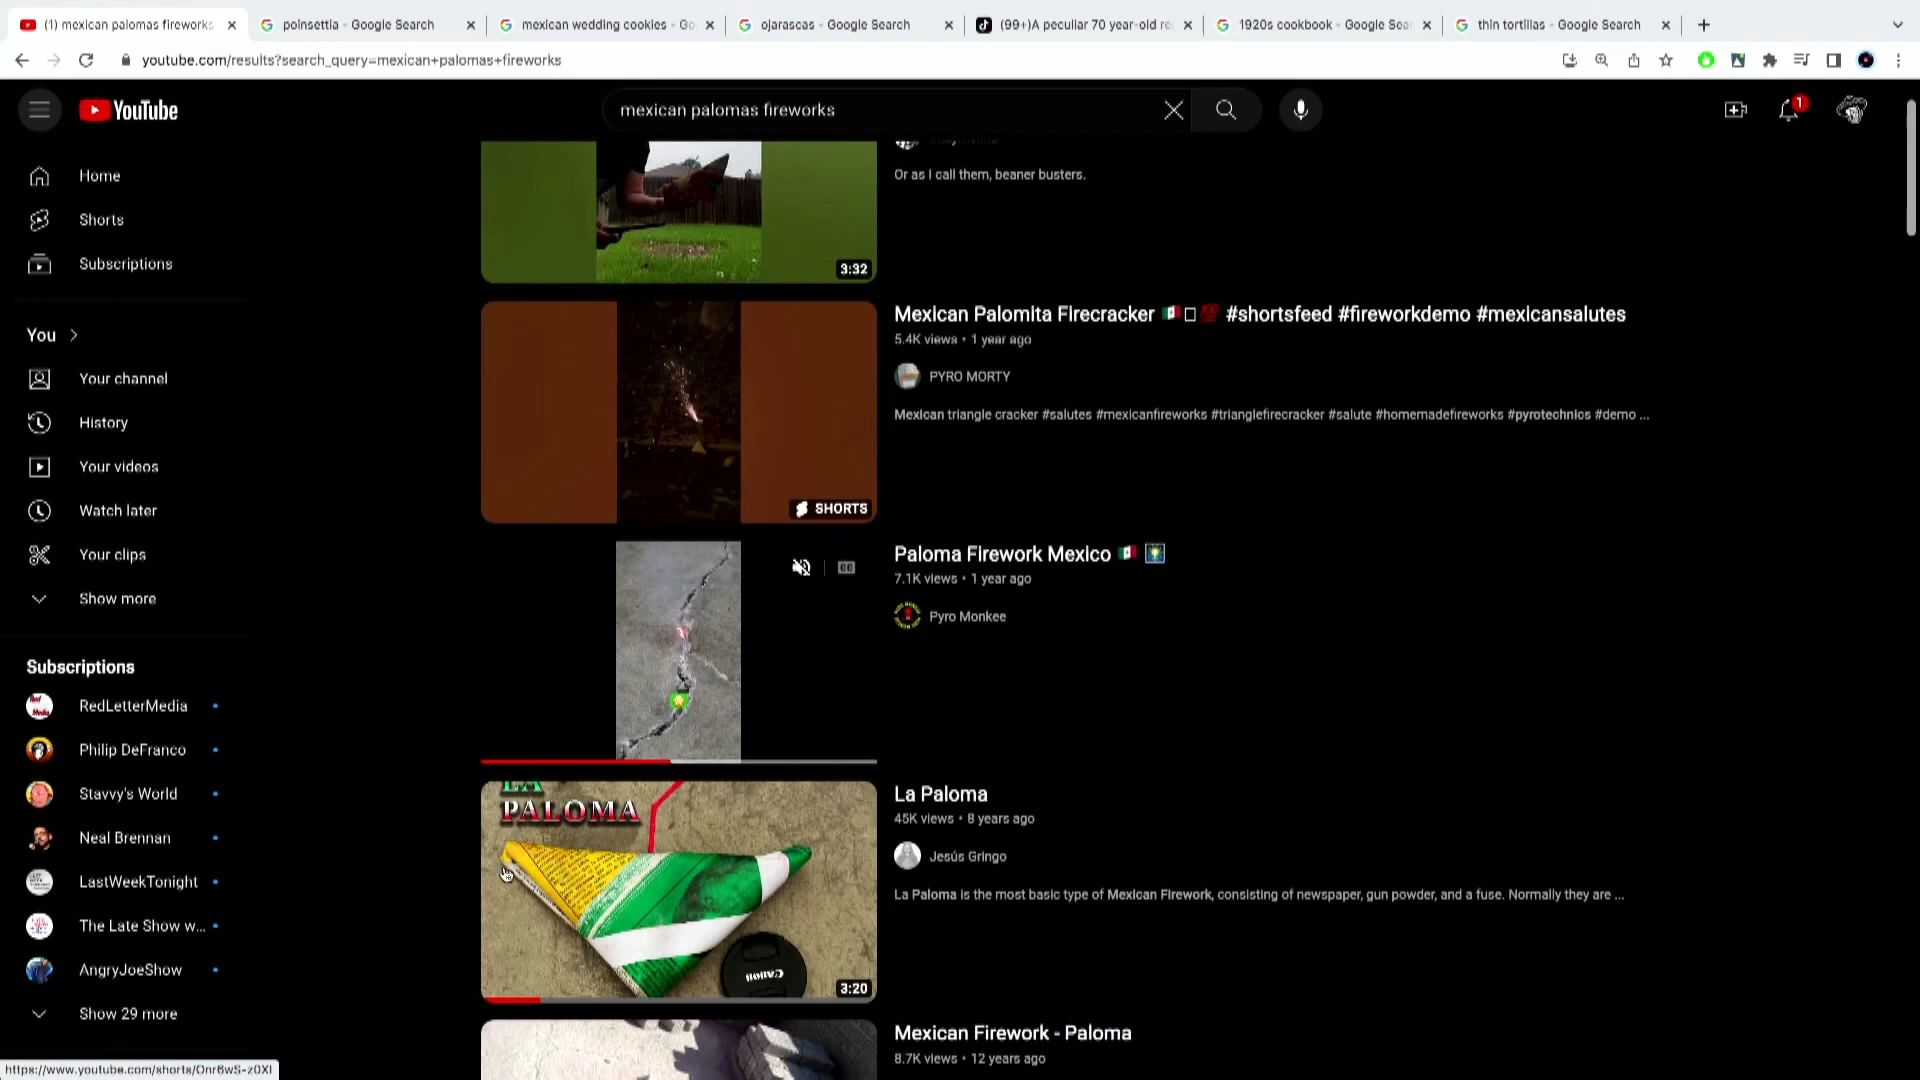 (1) mexican palomas fireworks
poinsettia - Google Search
mexican wedding cookies - Go
ojarascas - Google Search
(99+)A peculiar 70 year-old re
1920s cookbook - Google Sear
thin tortillas - Google Search
youtube.com/results?search_query=mexican+palomas+fireworks
YouTube
mexican palomas fireworks
1
Home
Shorts
Subscriptions
You
Your channel
History
Your videos
Watch later
Your clips
Show more
Subscriptions
RedLetterMedia
Philip DeFranco
Stavvy's World
Neal Brennan
LastWeekTonight
The Late Show w...
AngryJoeShow
Show 29 more
https://www.youtube.com/shorts/Onr6wS-z0XI
Or as I call them, beaner busters.
3:32
Mexican Palomita Firecracker #shortsfeed #fireworkdemo #mexicansalutes
5.4K views • 1 year ago
PYRO MORTY
Mexican triangle cracker #salutes #mexicanfireworks #trianglefirecracker #salute #homemadefireworks #pyrotechnics #demo ...
SHORTS
Paloma Firework Mexico
7.1K views • 1 year ago
Pyro Monkee
CC
LA
PALOMA
Canon
3:20
La Paloma
45K views • 8 years ago
Jesús Gringo
La Paloma is the most basic type of Mexican Firework, consisting of newspaper, gun powder, and a fuse. Normally they are ...
Mexican Firework - Paloma
8.7K views • 12 years ago